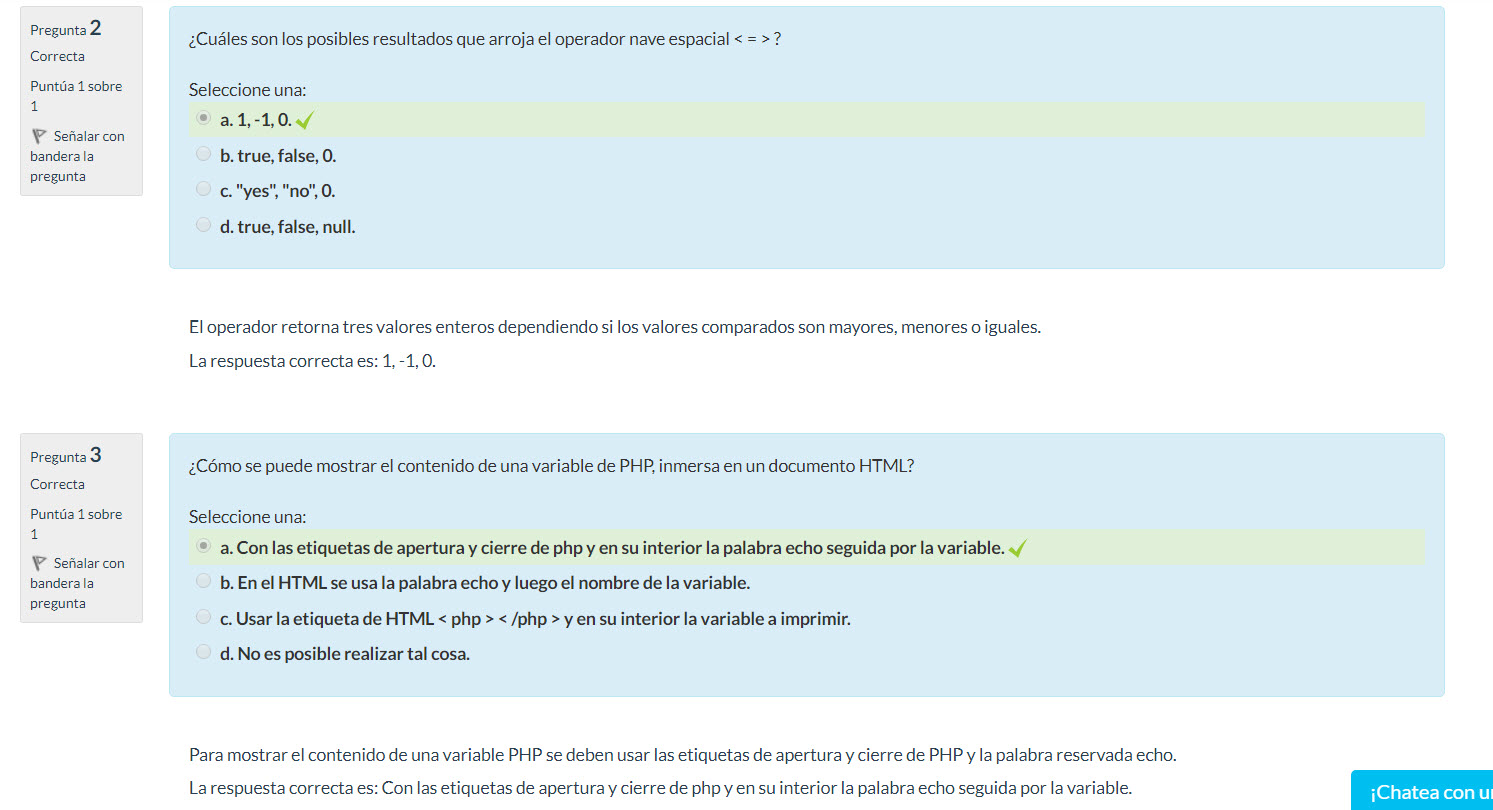 Pregunta 2
Correcta
Puntúa 1 sobre
1
Señalar con
bandera la
pregunta
¿Cuáles son los posibles resultados que arroja el operador nave espacial < = > ?
Seleccione una:
a. 1, -1, 0.
b. true, false, 0.
c. "yes", "no", 0.
d. true, false, null.
El operador retorna tres valores enteros dependiendo si los valores comparados son mayores, menores o iguales.
La respuesta correcta es: 1, -1, 0.
Pregunta 3
Correcta
Puntúa 1 sobre
1
Señalar con
bandera la
pregunta
¿Cómo se puede mostrar el contenido de una variable de PHP, inmersa en un documento HTML?
Seleccione una:
a. Con las etiquetas de apertura y cierre de php y en su interior la palabra echo seguida por la variable.
b. En el HTML se usa la palabra echo y luego el nombre de la variable.
c. Usar la etiqueta de HTML < php > < /php > y en su interior la variable a imprimir.
d. No es posible realizar tal cosa.
Para mostrar el contenido de una variable PHP se deben usar las etiquetas de apertura y cierre de PHP y la palabra reservada echo.
La respuesta correcta es: Con las etiquetas de apertura y cierre de php y en su interior la palabra echo seguida por la variable.
¡Chatea con